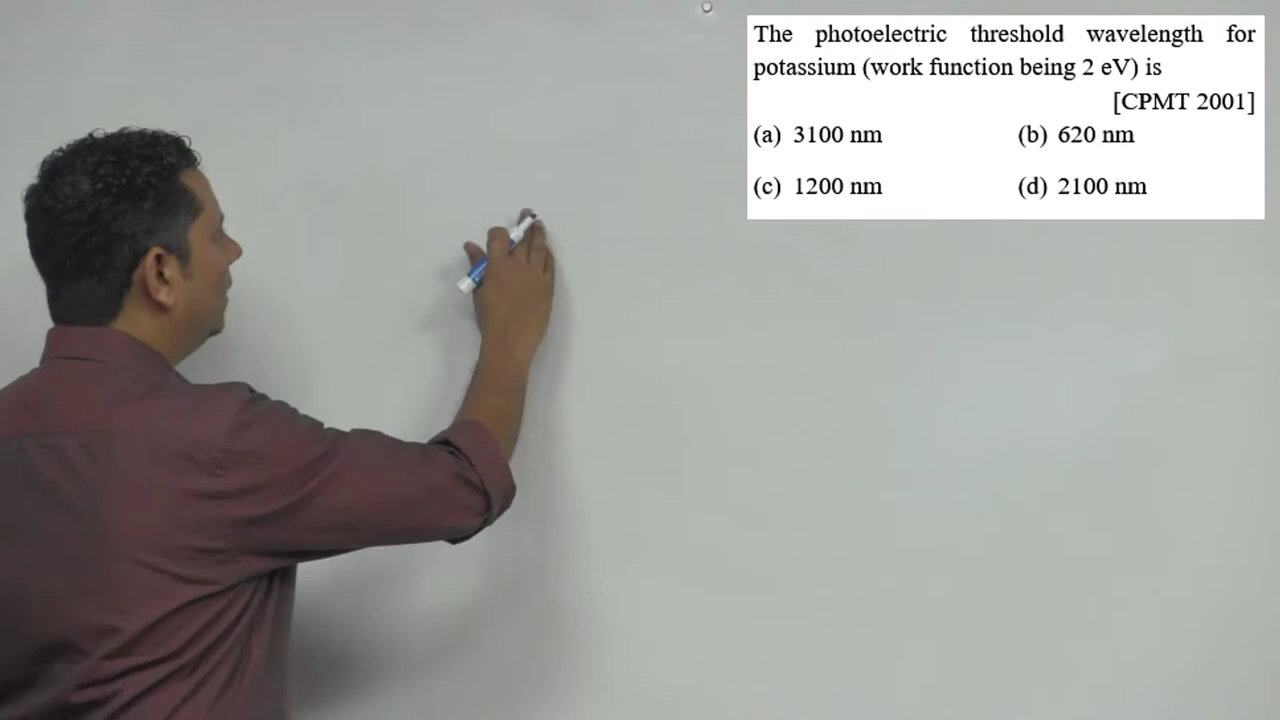 The photoelectric threshold wavelength for
potassium (work function being 2 eV) is
[CPMT 2001]
(a) 3100 nm (b) 620 nm
(c) 1200 nm (d) 2100 nm